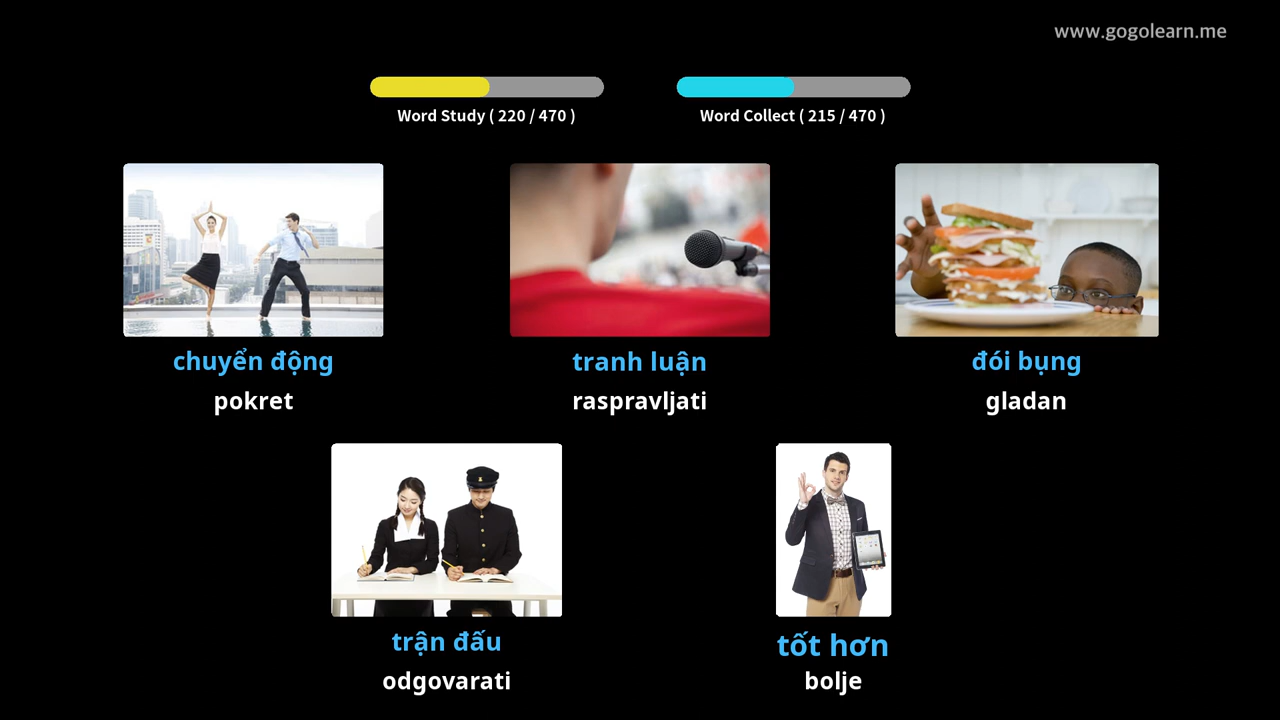 www.gogolearn.me
Word Study ( 220 / 470 )
Word Collect ( 215 / 470 )
chuyển động
pokret
tranh luận
raspravljati
đói bụng
gladan
trận đấu
odgovarati
tốt hơn
bolje